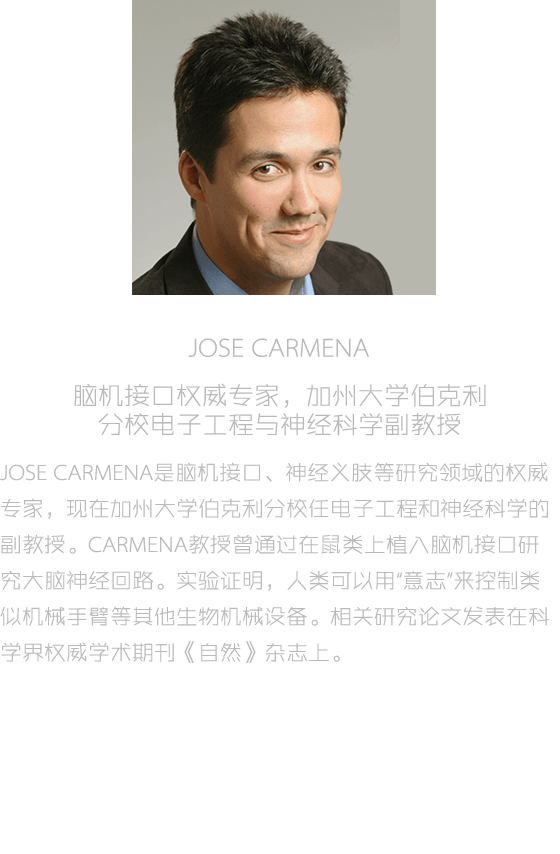 JOSE CARMENA
脑机接口权威专家，加州大学伯克利
分校电子工程与神经科学副教授
JOSE CARMENA是脑机接口、神经义肢等研究领域的权威
专家，现在加州大学伯克利分校任电子工程和神经科学的
副教授。CARMENA教授曾通过在鼠类上植入脑机接口研
究大脑神经回路。实验证明，人类可以用“意志”来控制类
似机械手臂等其他生物机械设备。相关研究论文发表在科
学界权威学术期刊《自然》杂志上。